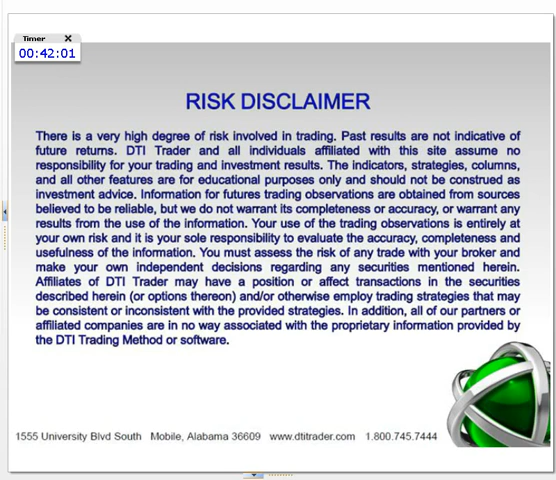 Timer X
00:42:01
RISK DISCLAIMER
There is a very high degree of risk involved in trading. Past results are not indicative of
future returns. DTI Trader and all individuals affiliated with this site assume no
responsibility for your trading and investment results. The indicators, strategies, columns,
and all other features are for educational purposes only and should not be construed as
investment advice. Information for futures trading observations are obtained from sources
believed to be reliable, but we do not warrant its completeness or accuracy, or warrant any
results from the use of the information. Your use of the trading observations is entirely at
your own risk and it is your sole responsibility to evaluate the accuracy, completeness and
usefulness of the information. You must assess the risk of any trade with your broker and
make your own independent decisions regarding any securities mentioned herein.
Affiliates of DTI Trader may have a position or affect transactions in the securities
described herein (or options thereon) and/or otherwise employ trading strategies that may
be consistent or inconsistent with the provided strategies. In addition, all of our partners or
affiliated companies are in no way associated with the proprietary information provided by
the DTI Trading Method or software.
1555 University Blvd South Mobile, Alabama 36609 www.dtitrader.com 1.800.745.7444